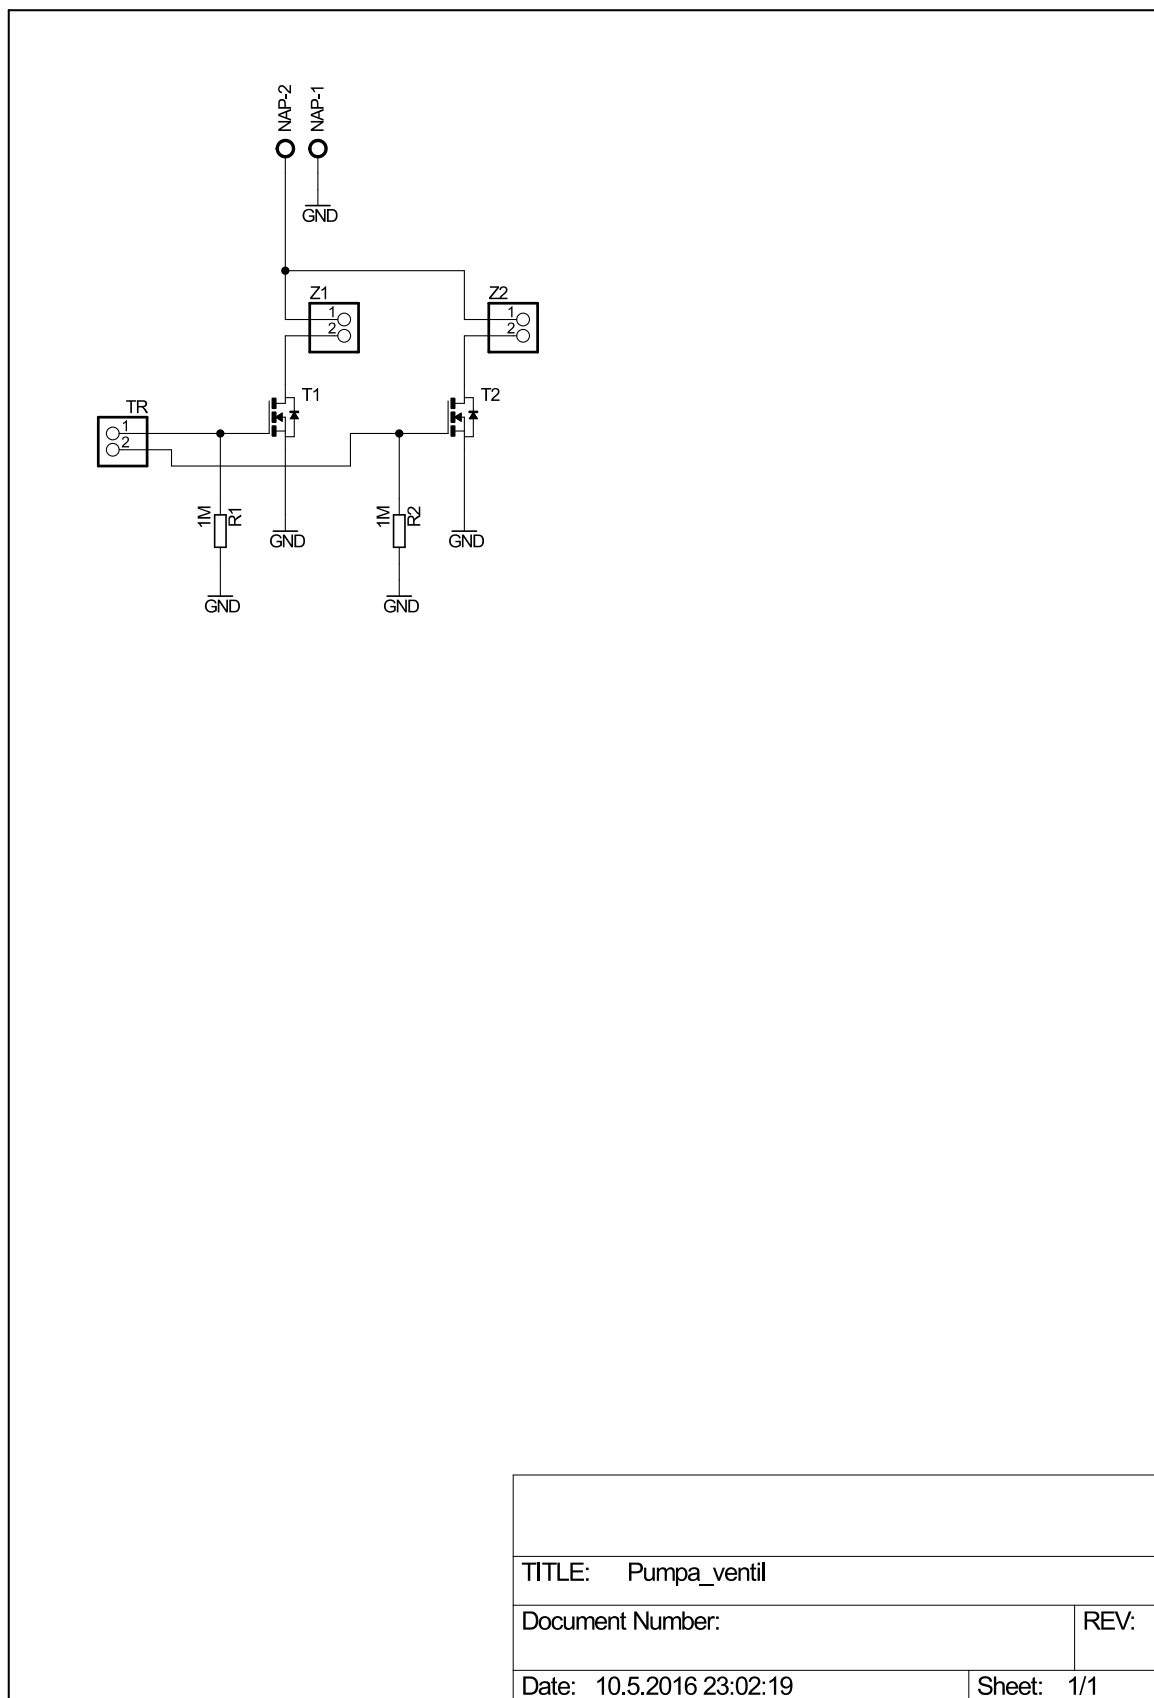 NAP-2
NAP-1
GND
Z1
1
2
Z2
1
2
T1
T2
TR
1
2
1M
R1
GND
1M
R2
GND
GND
GND
TITLE: Pumpa_ventil
Document Number:
REV:
Date: 10.5.2016 23:02:19
Sheet: 1/1